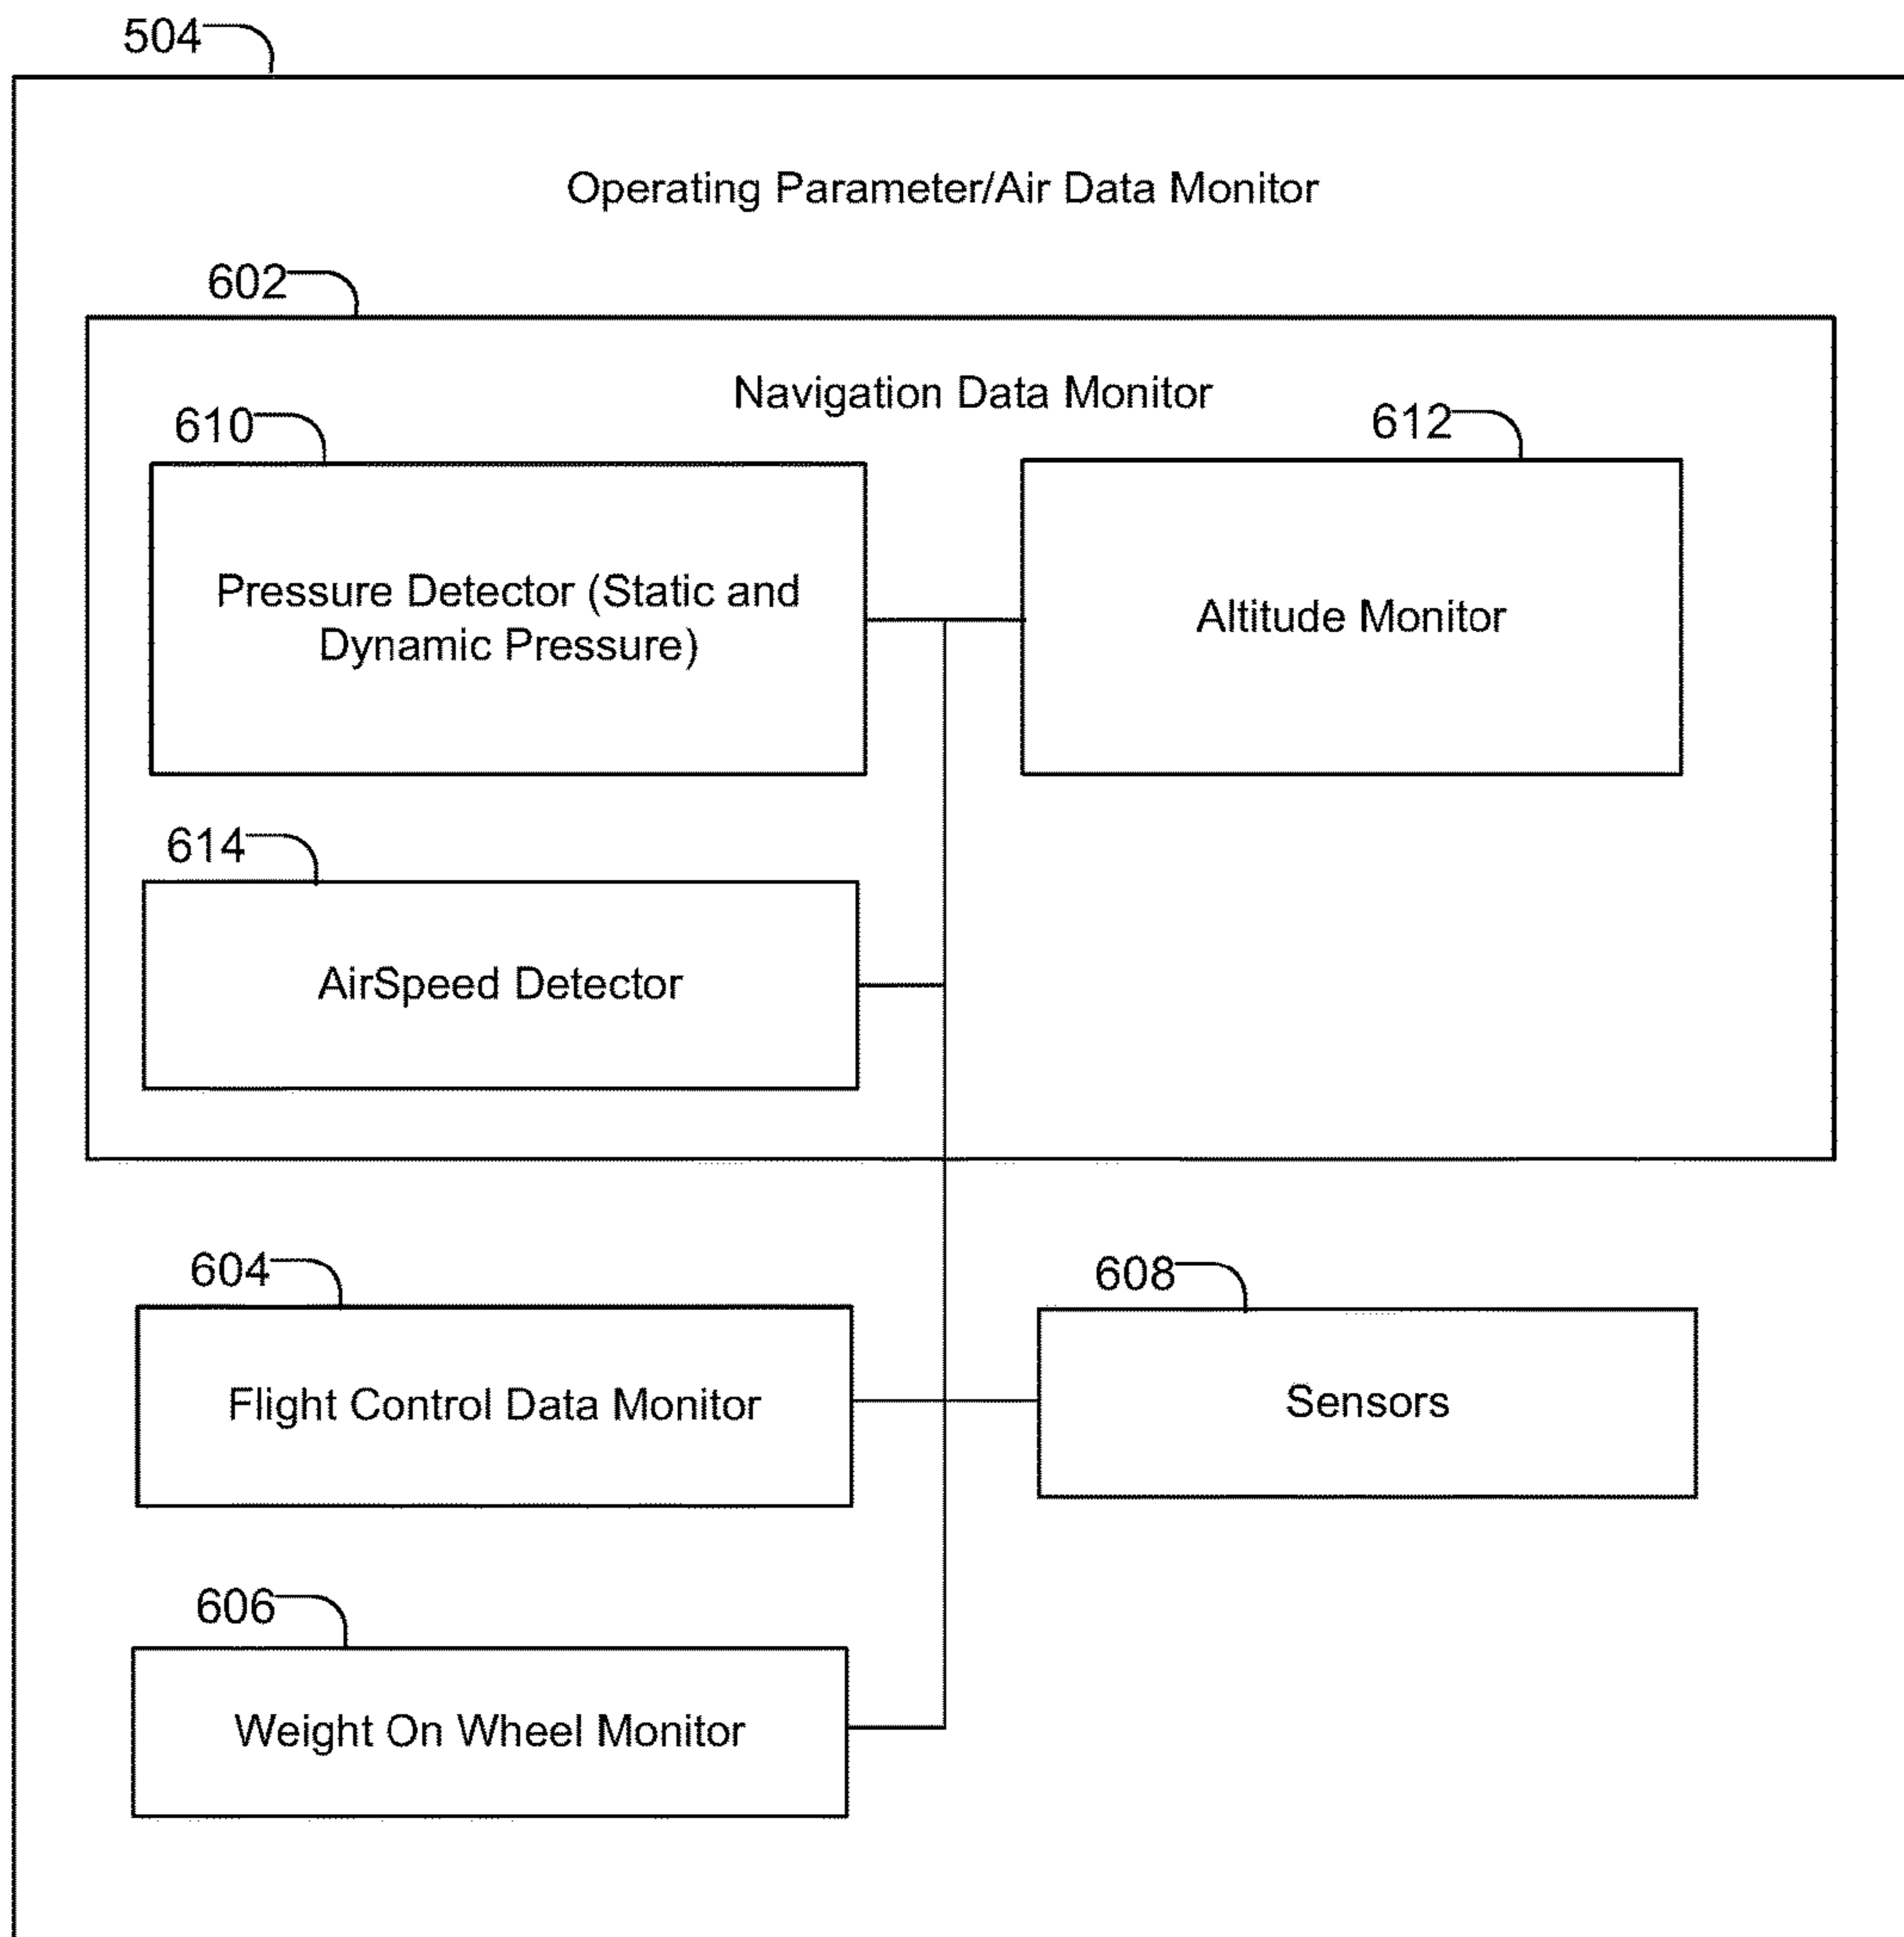 504
Operating Parameter/Air Data Monitor
602
Navigation Data Monitor
610
612
Pressure Detector (Static and
Dynamic Pressure)
Altitude Monitor
614
AirSpeed Detector
604
608
Flight Control Data Monitor
Sensors
606
Weight On Wheel Monitor